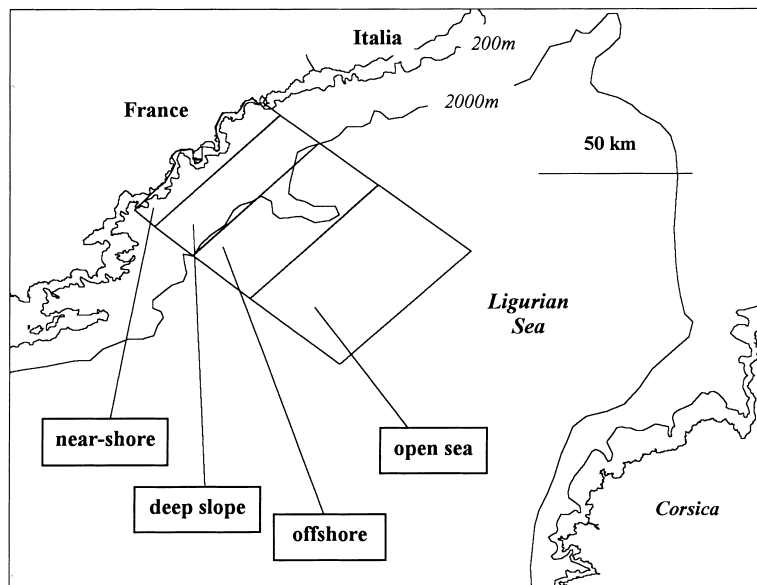 Italia
200m
France
2000m
50 km
Ligurian
Sea
near-shore
open sea
deep slope
offshore
Corsica